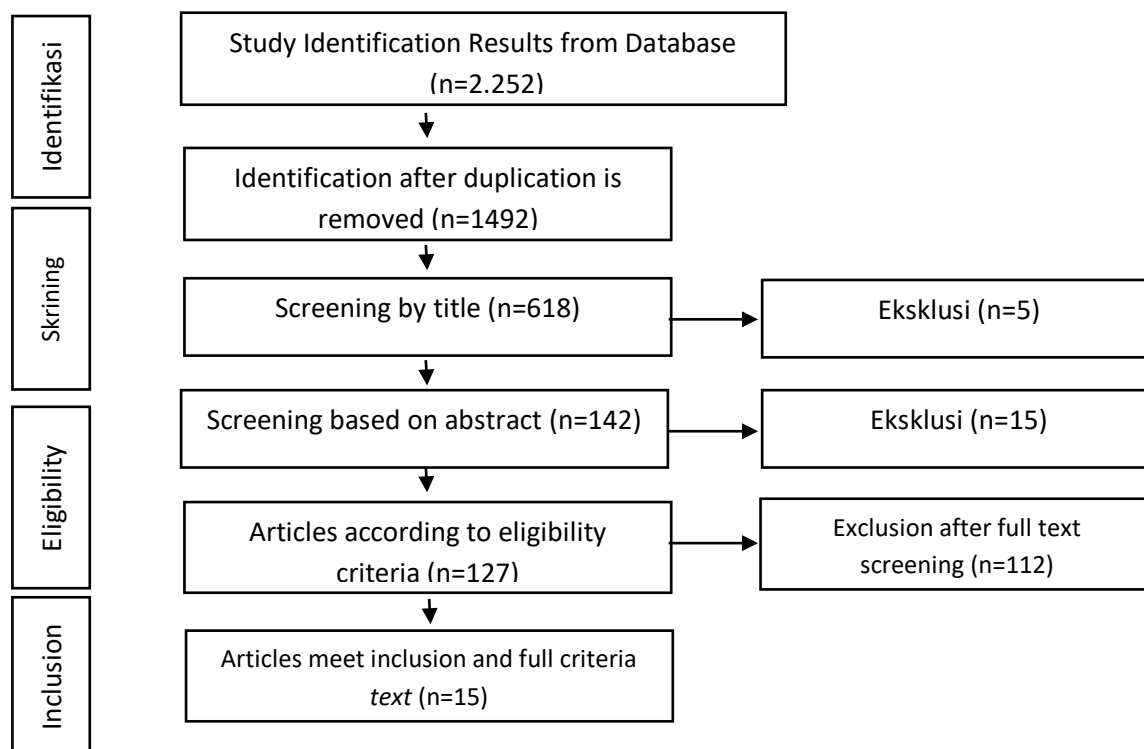 Identifikasi
Study Identification Results from Database
(n=2.252)
Identification after duplication is
removed (n=1492)
Skrining
Screening by title (n=618)
Eksklusi (n=5)
Screening based on abstract (n=142)
Eksklusi (n=15)
Eligibility
Articles according to eligibility
criteria (n=127)
Exclusion after full text
screening (n=112)
Inclusion
Articles meet inclusion and full criteria
text (n=15)